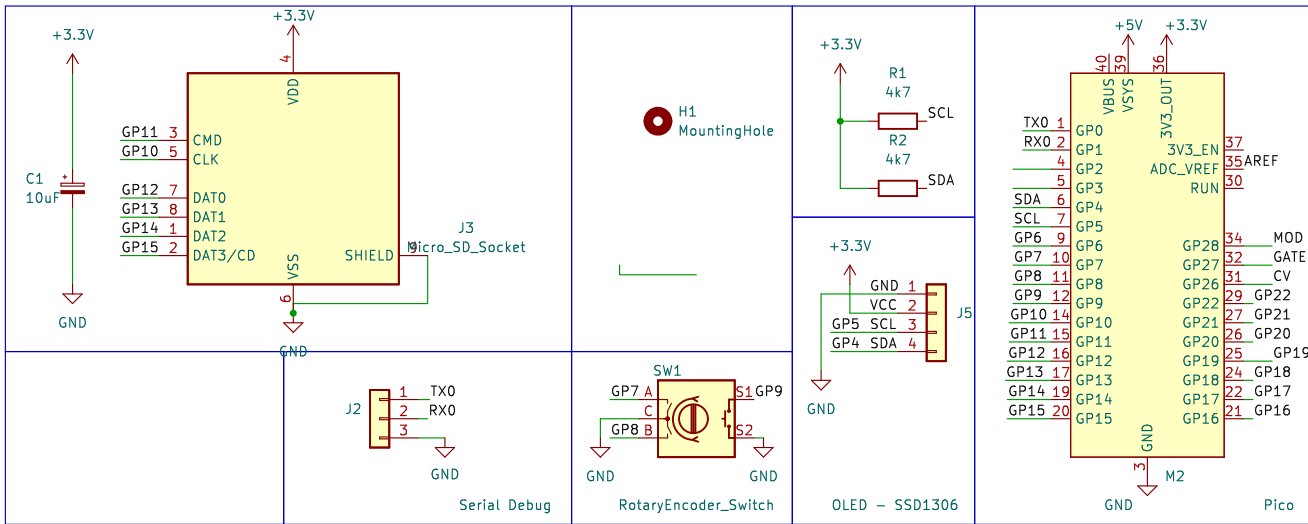 +3.3V
+3.3V
4
VDD
GP11 3 CMD
GP10 5 CLK
GP12 7 DAT0
GP13 8 DAT1
GP14 1 DAT2
GP15 2 DAT3/CD
SHIELD 9
VSS
6
GND
J3
Micro_SD_Socket
+
C1
10uF
GND
H1
MountingHole
+3.3V
R1
4k7
SCL
R2
4k7
SDA
+3.3V
GND 1
VCC 2
GP5 SCL 3
GP4 SDA 4
J5
GND
OLED - SSD1306
J2
1 TX0
2 RX0
3
GND
Serial Debug
SW1
GP7 A
C
GP8 B
S1 GP9
S2
GND
GND
RotaryEncoder_Switch
+5V
+3.3V
40
39
36
VBUS
VSYS
3V3_OUT
TX0 1 GP0
RX0 2 GP1
4 GP2
5 GP3
SDA 6 GP4
SCL 7 GP5
GP6 9 GP6
GP7 10 GP7
GP8 11 GP8
GP9 12 GP9
GP10 14 GP10
GP11 15 GP11
GP12 16 GP12
GP13 17 GP13
GP14 19 GP14
GP15 20 GP15
3V3_EN 37
ADC_VREF 35 AREF
RUN 30
GP28 34 MOD
GP27 32 GATE
GP26 31 CV
GP22 29 GP22
GP21 27 GP21
GP20 26 GP20
GP19 25 GP19
GP18 24 GP18
GP17 22 GP17
GP16 21 GP16
GND
3
M2
GND
Pico